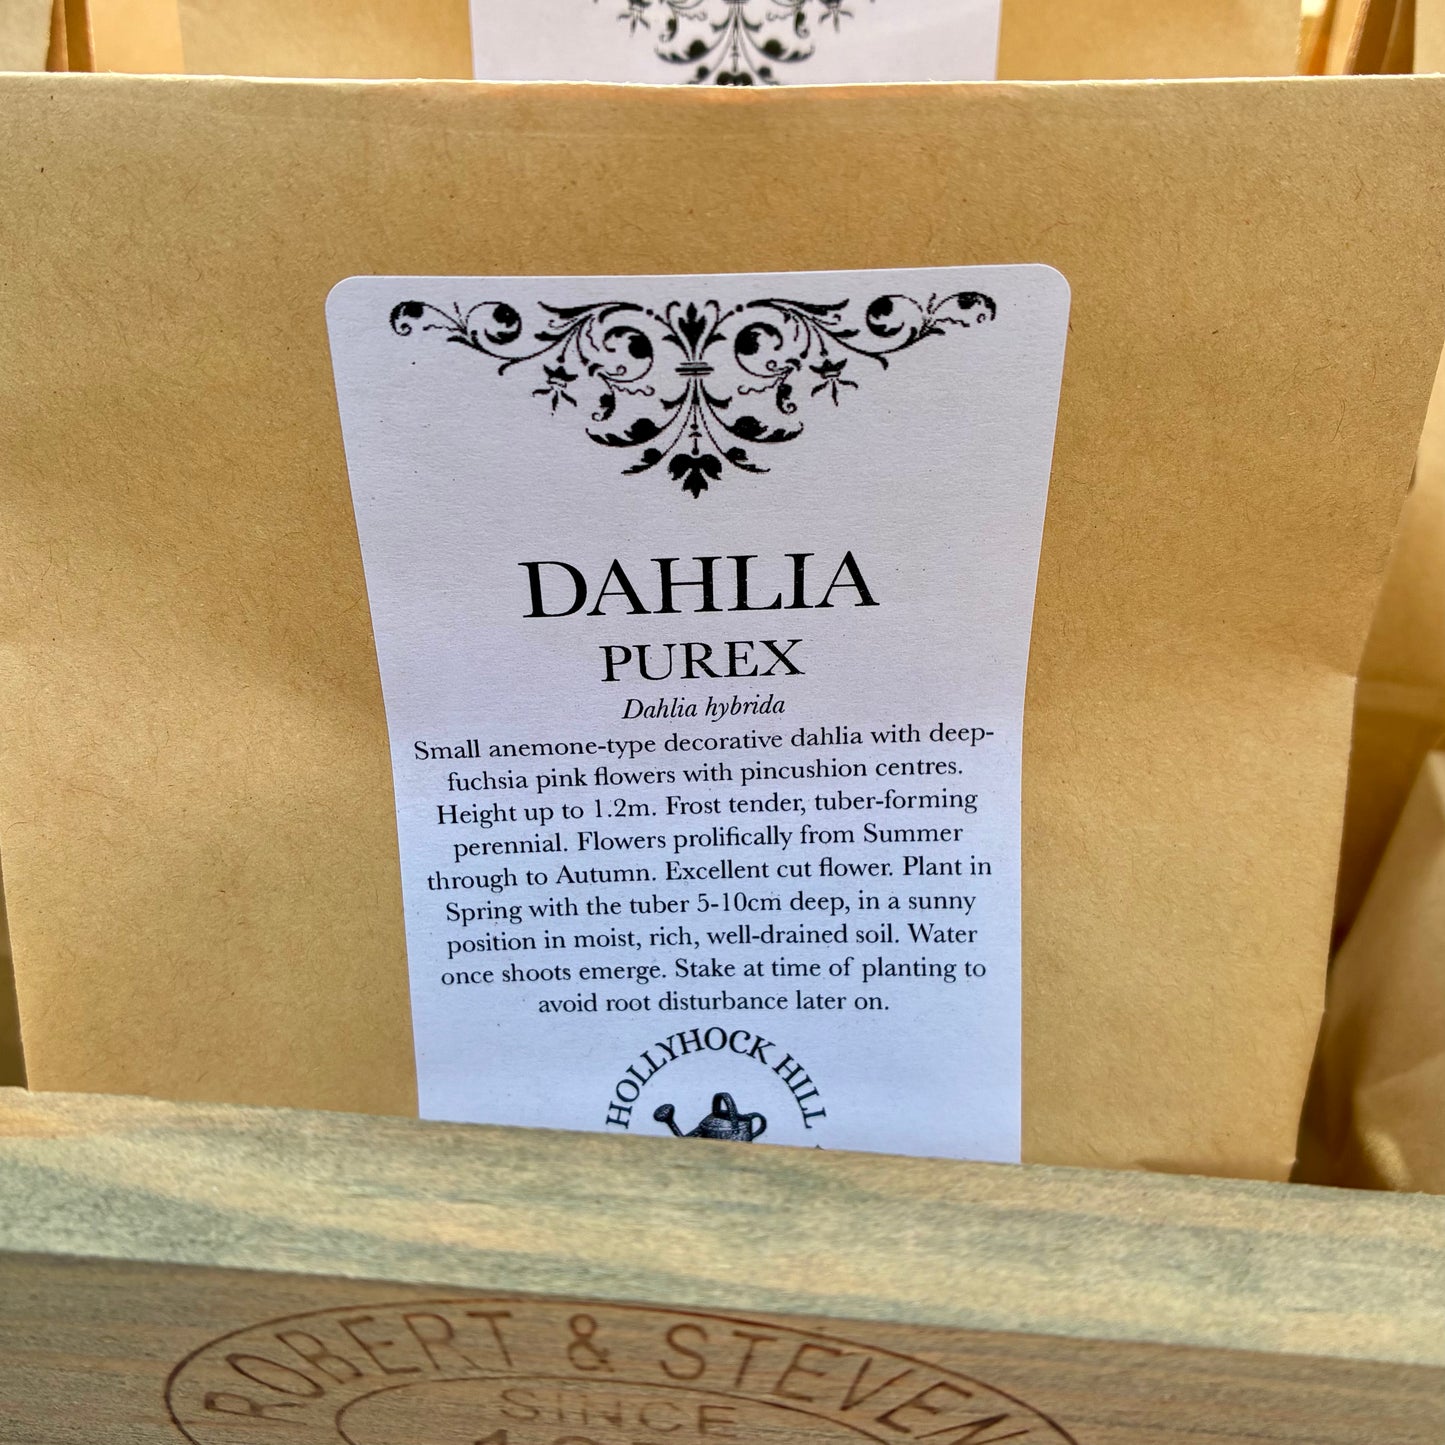 DAHLIA
PUREX
Dahlia hybrida
Small anemone-type decorative dahlia with deep-
fuchsia pink flowers with pincushion centres.
Height up to 1.2m. Frost tender, tuber-forming
perennial. Flowers prolifically from Summer
through to Autumn. Excellent cut flower. Plant in
Spring with the tuber 5-10cm deep, in a sunny
position in moist, rich, well-drained soil. Water
once shoots emerge. Stake at time of planting to
avoid root disturbance later on.
HOLLYHOCK HILL
ROBERT & STEVEN
SINCE